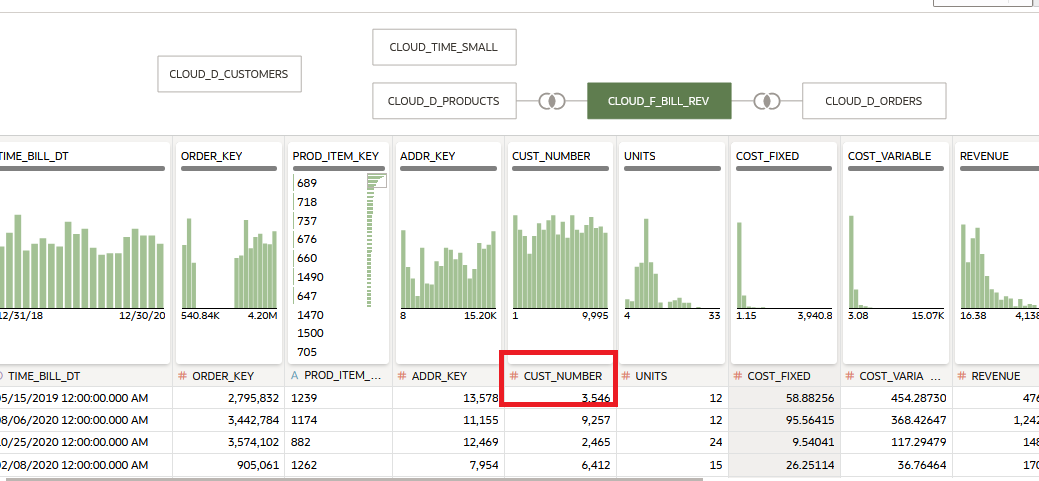 CLOUD_TIME_SMALL
CLOUD_D_CUSTOMERS
CLOUD_D_PRODUCTS CLOUD_F_BILL_REV CLOUD_D_ORDERS
TIME_BILL_DT ORDER_KEY PROD_ITEM_KEY ADDR_KEY CUST_NUMBER UNITS COST_FIXED COST_VARIABLE REVENUE
689
718
737
676
660
1490
647
12/31/18 12/30/20 540.84K 4.20M 1470 8 15.20K 1 9,995 4 33 1.15 3,940.8 3.08 15.07K 16.38 4,138
1500
705
TIME_BILL_DT # ORDER_KEY A PROD_ITEM_... # ADDR_KEY # CUST_NUMBER # UNITS # COST_FIXED # COST_VARIA ... # REVENUE
05/15/2019 12:00:00.000 AM 2,795,832 1239 13,578 3,546 12 58.88256 454.28730 476
08/06/2020 12:00:00.000 AM 3,442,784 1174 11,155 9,257 12 95.56415 368.42647 1,242
10/25/2020 12:00:00.000 AM 3,574,102 882 12,469 2,465 24 9.54041 117.29479 148
02/08/2020 12:00:00.000 AM 905,061 1262 7,954 6,412 15 26.25114 36.76464 170